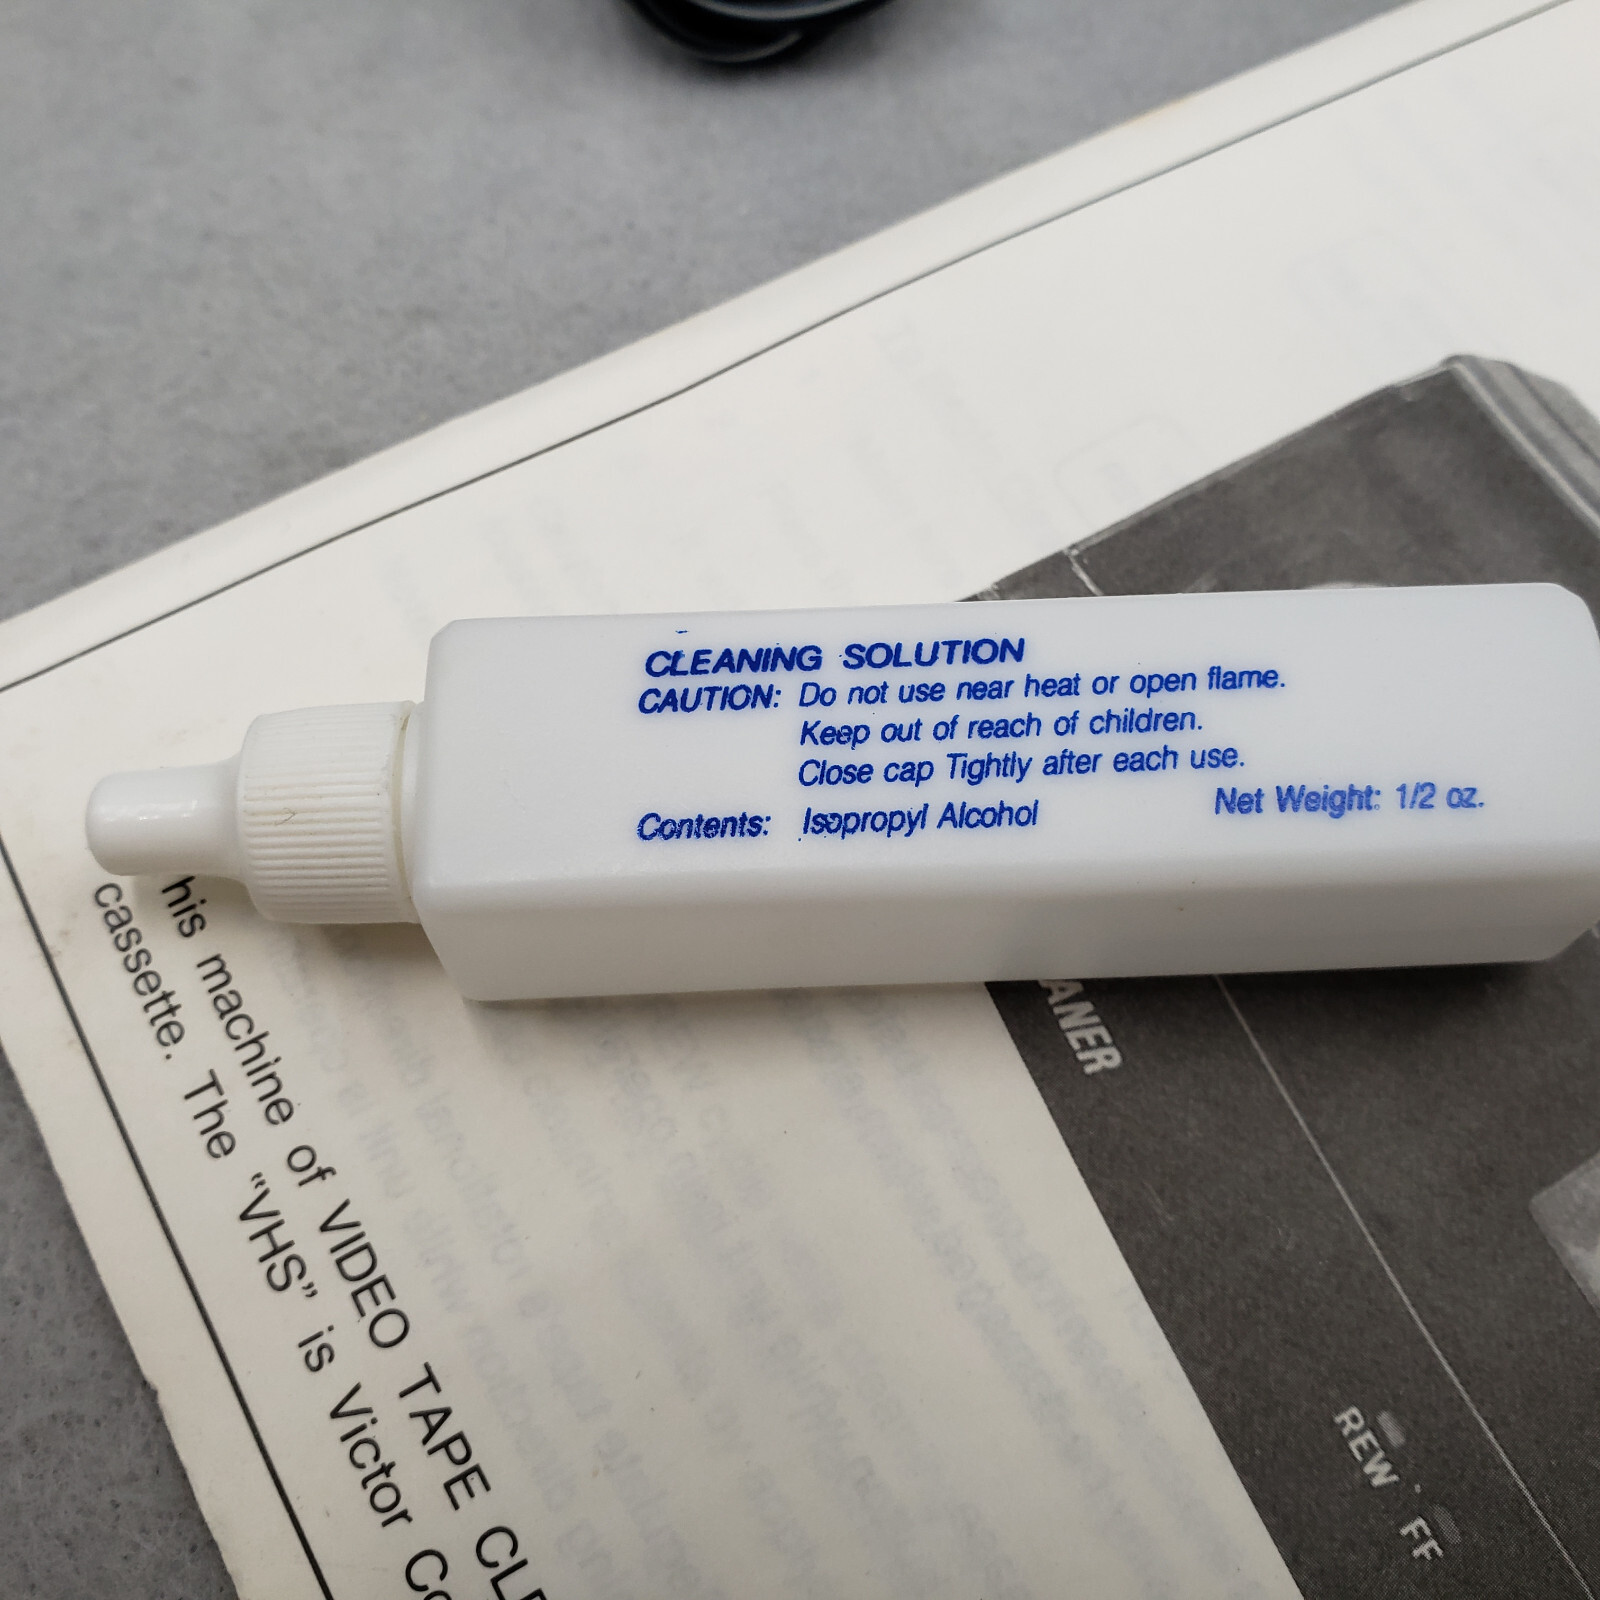 CLEANING SOLUTION
CAUTION: Do not use near heat or open flame.
Keep out of reach of children.
Close cap Tightly after each use.
Contents: Isopropyl Alcohol Net Weight: 1/2 oz.
his machine of VIDEO TAPE CLE
cassette. The "VHS" is Victor Co
ANER
REW FF